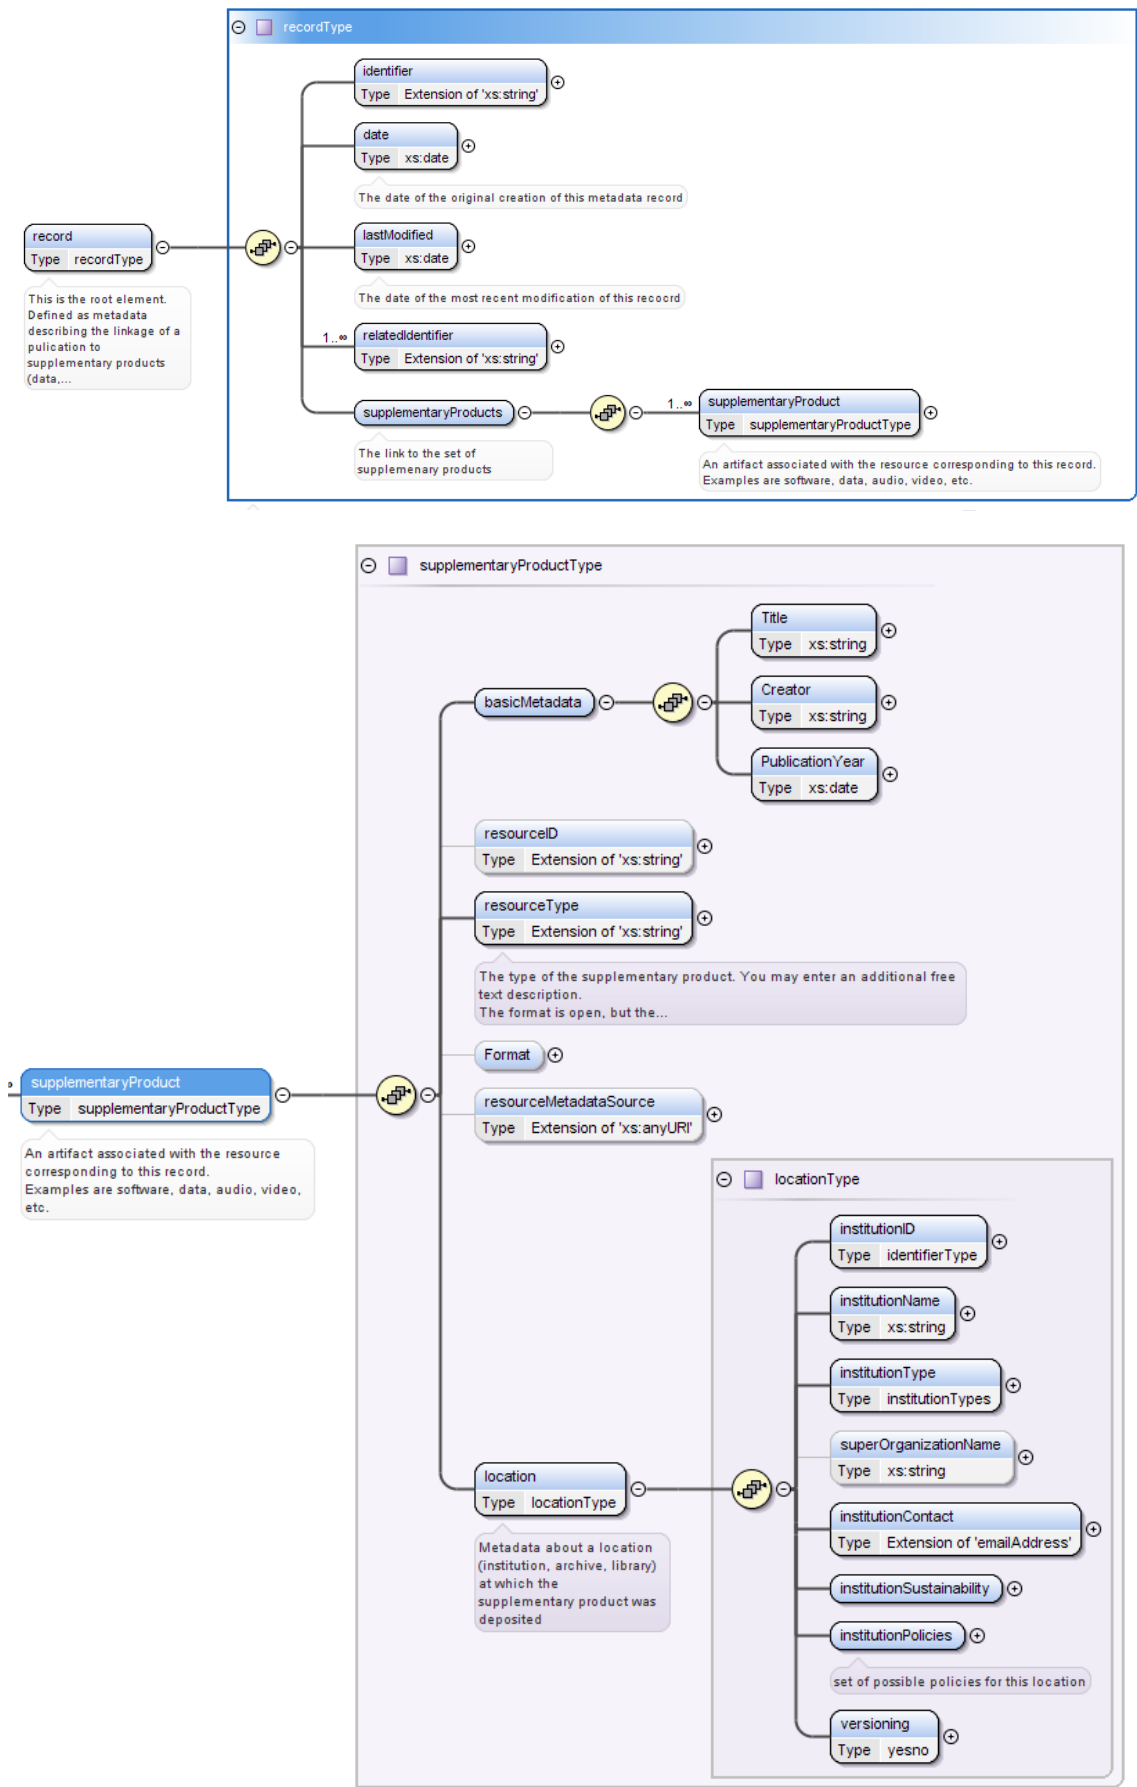 recordType
identifier
Type Extension of 'xs:string'
date
Type xs:date
The date of the original creation of this metadata record
record
Type recordType
This is the root element.
Defined as metadata
describing the linkage of a
pulication to
supplementary products
(data,...
lastModified
Type xs:date
The date of the most recent modification of this recocrd
1..∞
relatedIdentifier
Type Extension of 'xs:string'
supplementaryProducts
The link to the set of
supplemenary products
1..∞
supplementaryProduct
Type supplementaryProductType
An artifact associated with the resource corresponding to this record.
Examples are software, data, audio, video, etc.
supplementaryProductType
basicMetadata
Title
Type xs:string
Creator
Type xs:string
PublicationYear
Type xs:date
resourceID
Type Extension of 'xs:string'
resourceType
Type Extension of 'xs:string'
The type of the supplementary product. You may enter an additional free
text description.
The format is open, but the...
Format
supplementaryProduct
Type supplementaryProductType
An artifact associated with the resource
corresponding to this record.
Examples are software, data, audio, video,
etc.
resourceMetadataSource
Type Extension of 'xs:anyURI'
locationType
institutionID
Type identifierType
institutionName
Type xs:string
institutionType
Type institutionTypes
superOrganizationName
Type xs:string
location
Type locationType
Metadata about a location
(institution, archive, library)
at which the
supplementary product was
deposited
institutionContact
Type Extension of 'emailAddress'
institutionSustainability
institutionPolicies
set of possible policies for this location
versioning
Type yesno